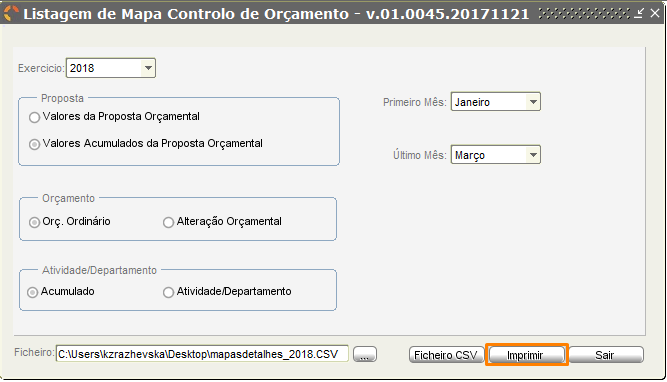 Listagem de Mapa Controlo de Orçamento - v.01.0045.20171121
Exercicio: 2018
Proposta
Valores da Proposta Orçamental
Valores Acumulados da Proposta Orçamental
Primeiro Mês: Janeiro
Último Mês: Março
Orçamento
Orç. Ordinário
Alteração Orçamental
Atividade/Departamento
Acumulado
Atividade/Departamento
Ficheiro: C:\Users\kzrazhevska\Desktop\mapasdetalhes_2018.CSV
...
Ficheiro CSV
Imprimir
Sair